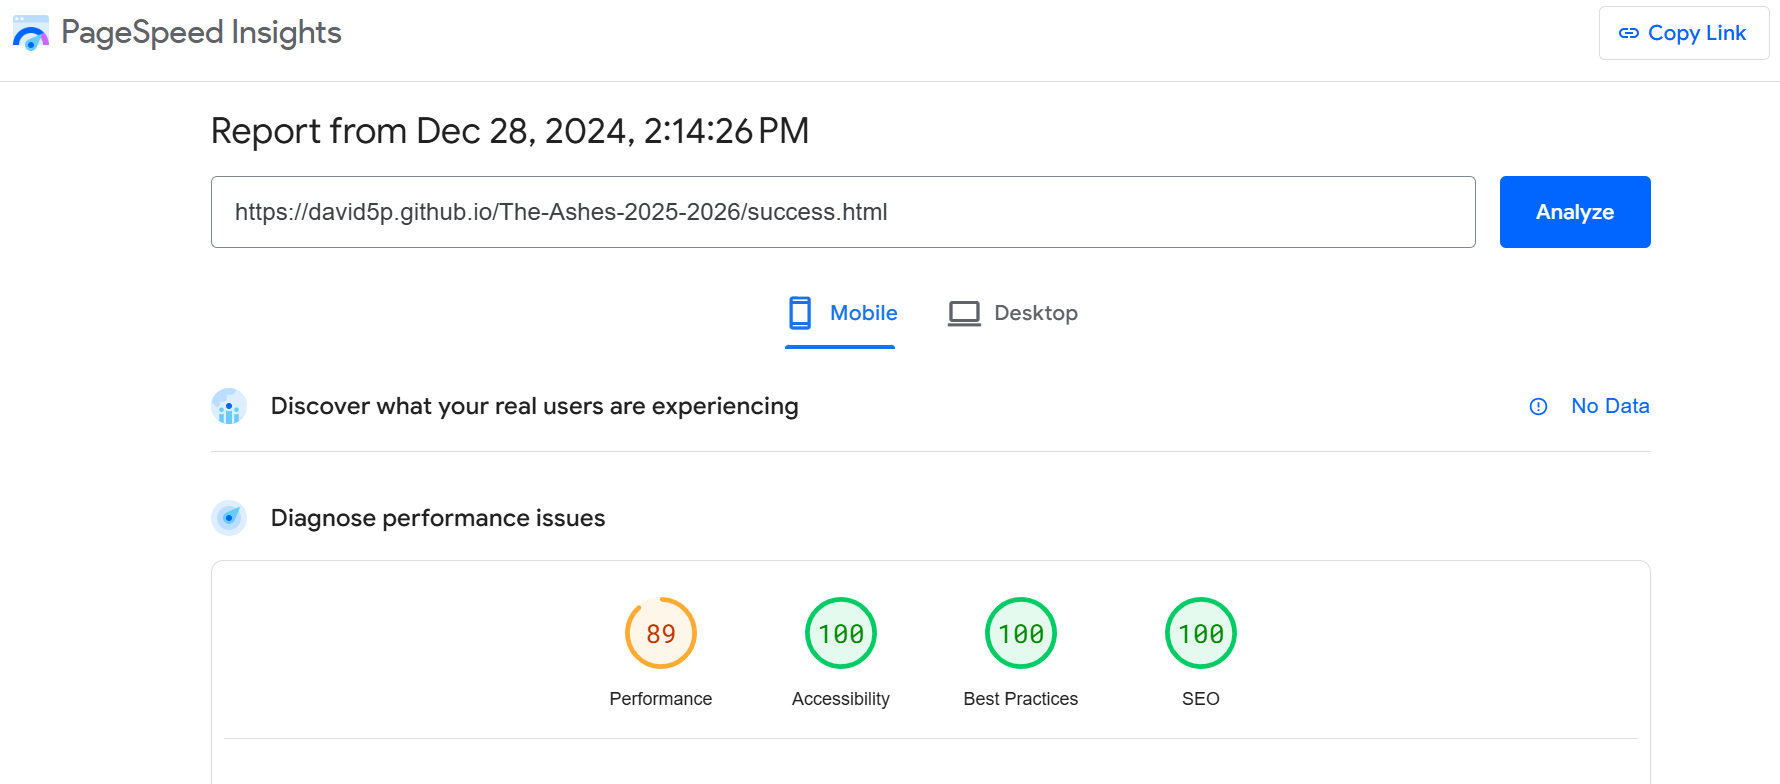 PageSpeed Insights
Copy Link
Report from Dec 28, 2024, 2:14:26 PM
https://david5p.github.io/The-Ashes-2025-2026/success.html
Analyze
Mobile
Desktop
Discover what your real users are experiencing
No Data
Diagnose performance issues
89
100
100
100
Performance
Accessibility
Best Practices
SEO